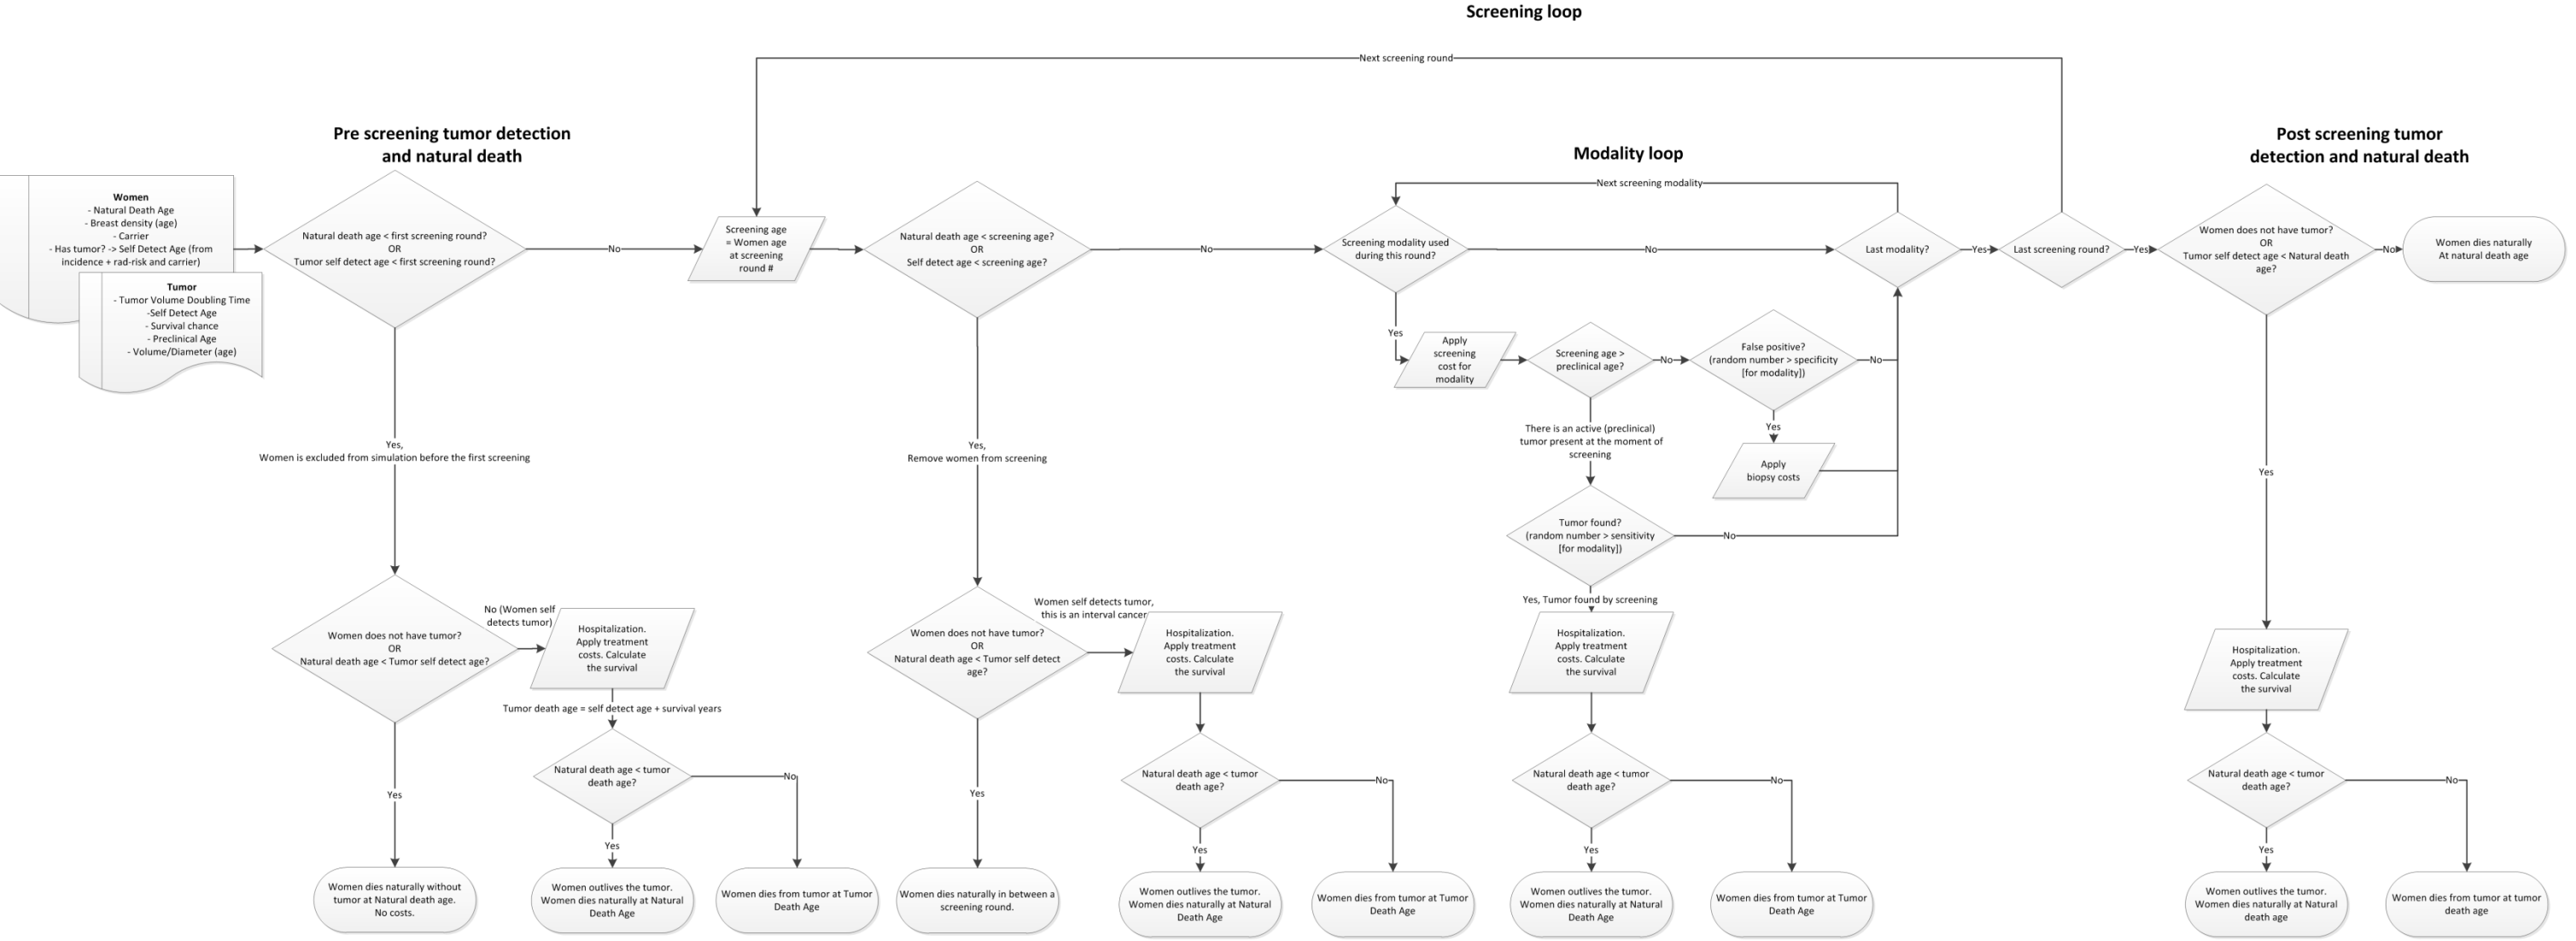 Screening loop
Next screening round
Pre screening tumor detection
and natural death
Modality loop
Post screening tumor
detection and natural death
Next screening modality
Women
- Natural Death Age
- Breast density (age)
- Carrier
- Has tumor? -> Self Detect Age (from
incidence + rad-risk and carrier)
Tumor
- Tumor Volume Doubling Time
-Self Detect Age
- Survival chance
- Preclinical Age
- Volume/Diameter (age)
Natural death age < first screening round?
OR
Tumor self detect age < first screening round?
No
Screening age
= Women age
at screening
round #
Natural death age < screening age?
OR
Self detect age < screening age?
No
Screening modality used
during this round?
No
Last modality?
Yes
Last screening round?
Yes
Women does not have tumor?
OR
Tumor self detect age < Natural death
age?
No
Women dies naturally
At natural death age
Yes
Apply
screening
cost for
modality
Screening age >
preclinical age?
No
False positive?
(random number > specificity
[for modality])
No
Yes
Apply
biopsy costs
There is an active (preclinical)
tumor present at the moment of
screening
Tumor found?
(random number > sensitivity
[for modality])
No
Yes, Tumor found by screening
Yes,
Women is excluded from simulation before the first screening
Yes,
Remove women from screening
Yes
Women does not have tumor?
OR
Natural death age < Tumor self detect age?
No (Women self
detects tumor)
Hospitalization.
Apply treatment
costs. Calculate
the survival
Tumor death age = self detect age + survival years
Natural death age < tumor
death age?
No
Yes
Yes
Women dies naturally without
tumor at Natural death age.
No costs.
Women outlives the tumor.
Women dies naturally at Natural
Death Age
Women dies from tumor at Tumor
Death Age
Women does not have tumor?
OR
Natural death age < Tumor self detect
age?
Women self detects tumor,
this is an interval cancer
Hospitalization.
Apply treatment
costs. Calculate
the survival
Natural death age < tumor
death age?
No
Yes
Yes
Women dies naturally in between a
screening round.
Women outlives the tumor.
Women dies naturally at Natural
Death Age
Women dies from tumor at Tumor
Death Age
Hospitalization.
Apply treatment
costs. Calculate
the survival
Natural death age < tumor
death age?
No
Yes
Women outlives the tumor.
Women dies naturally at Natural
Death Age
Women dies from tumor at Tumor
Death Age
Hospitalization.
Apply treatment
costs. Calculate
the survival
Natural death age < tumor
death age?
No
Yes
Women outlives the tumor.
Women dies naturally at Natural
death age
Women dies from tumor at tumor
death age